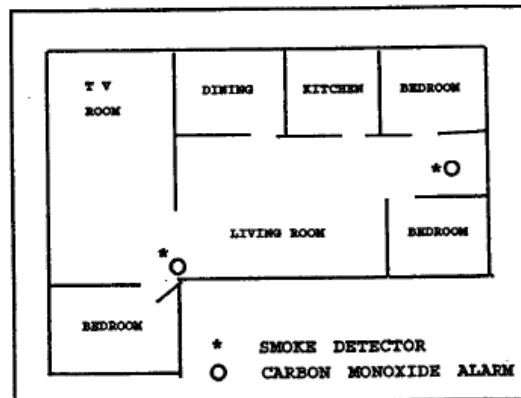 T V
ROOM
DINING
KITCHEN
BEDROOM
*
LIVING ROOM
BEDROOM
*
BEDROOM
* SMOKE DETECTOR
O CARBON MONOXIDE ALARM